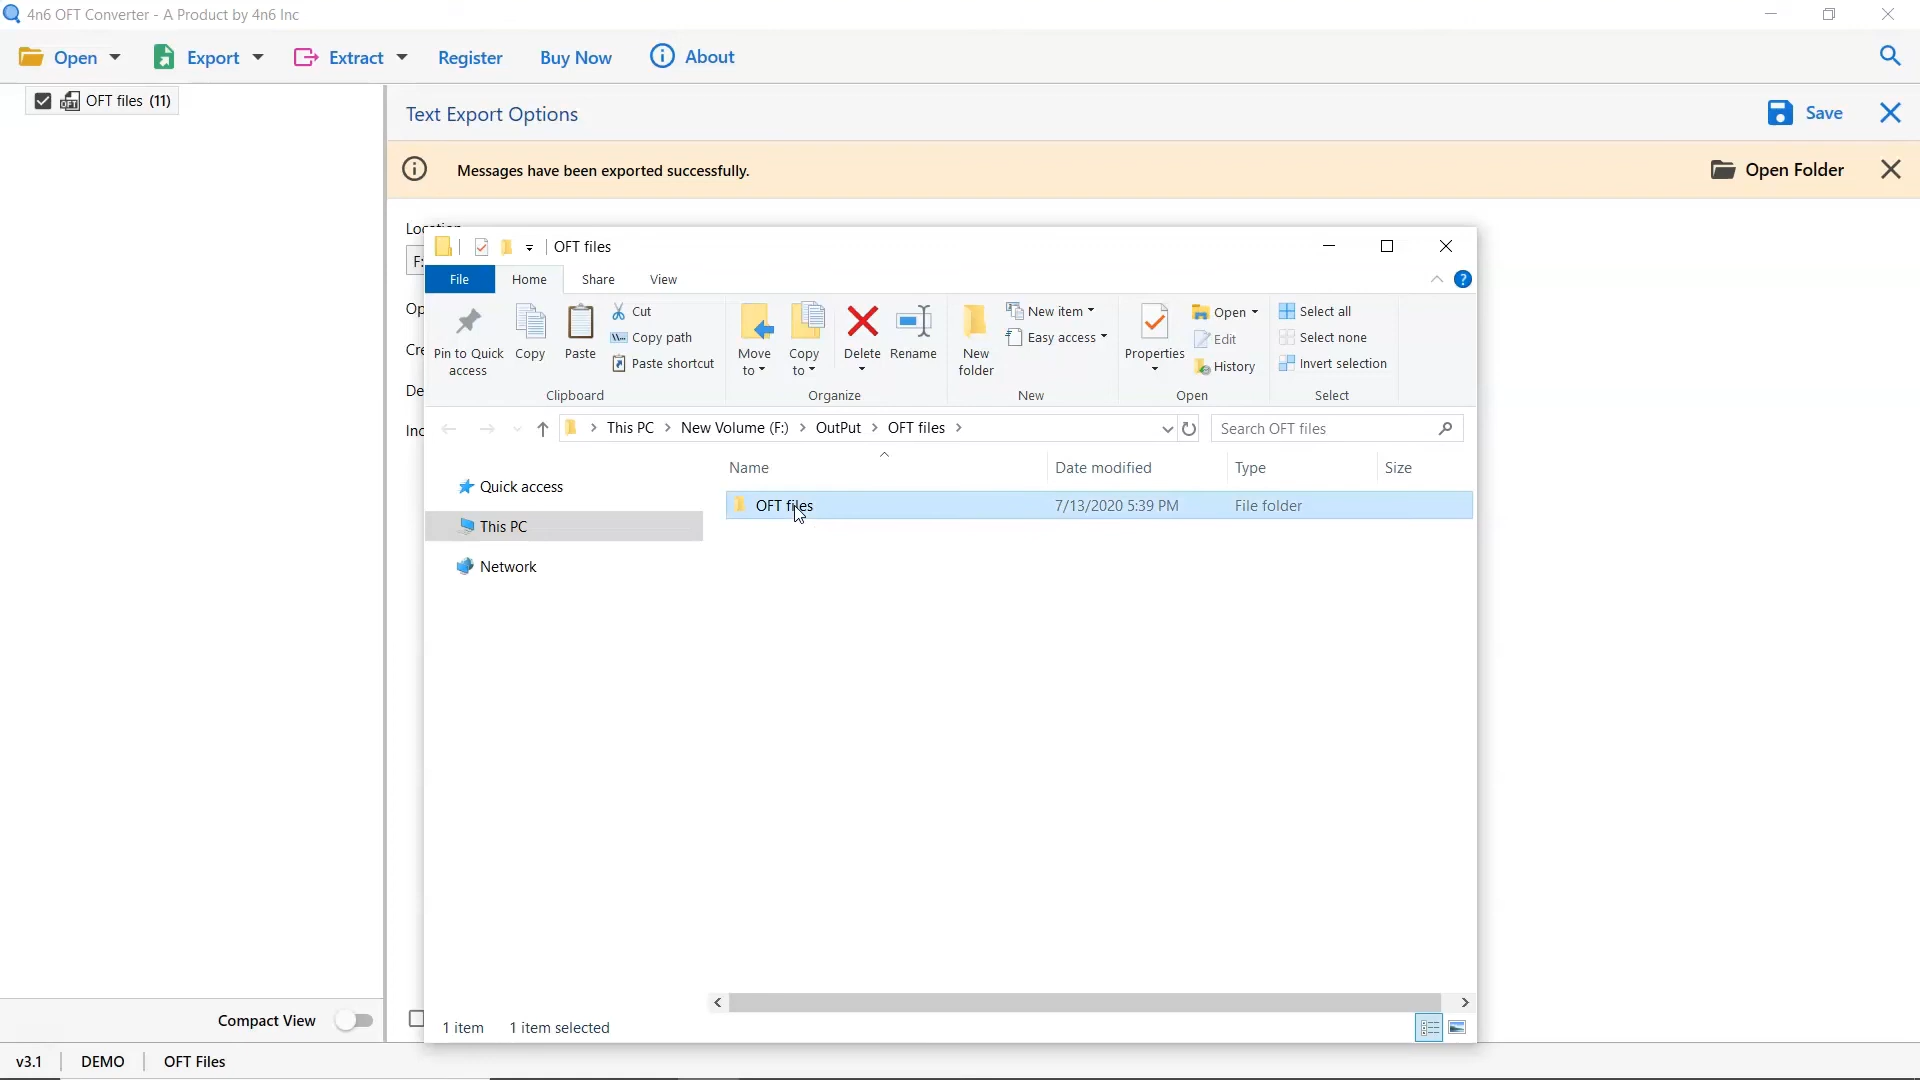 4n6 OFT Converter - A Product by 4n6 Inc
Open Export Extract Register Buy Now About
OFT files (11)
Text Export Options
Save
Messages have been exported successfully.
Open Folder
OFT files
File Home Share View
Pin to Quick access
Copy
Paste
Cut
Copy path
Paste shortcut
Clipboard
Move to
Copy to
Delete
Rename
Organize
New folder
New item
Easy access
New
Properties
Open
Edit
History
Open
Select all
Select none
Invert selection
Select
This PC New Volume (F:) OutPut OFT files
Search OFT files
Name Date modified Type Size
Quick access
This PC
Network
OFT files 7/13/2020 5:39 PM File folder
1 item 1 item selected
Compact View
v3.1 DEMO OFT Files